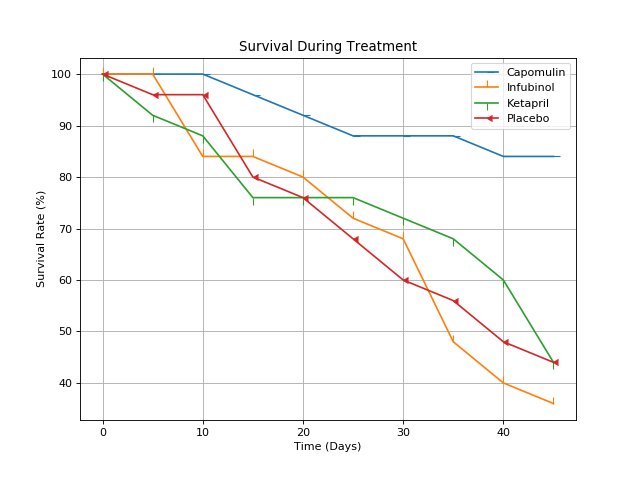 Survival During Treatment
Capomulin
Infubinol
Ketapril
Placebo
Survival Rate (%)
100
90
80
70
60
50
40
0 10 20 30 40
Time (Days)